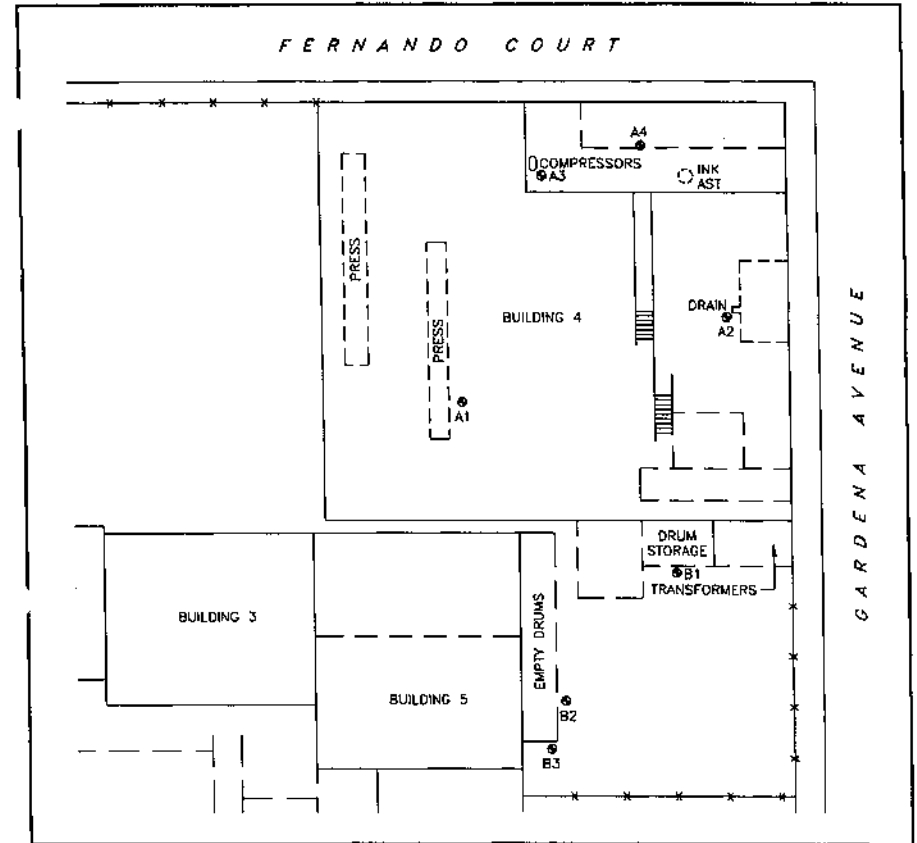 FERNANDO COURT
A4
COMPRESSORS
A3
INK
AST
PRESS
PRESS
BUILDING 4
DRAIN
A2
A1
GARDENA AVENUE
DRUM
STORAGE
B1
TRANSFORMERS
BUILDING 3
EMPTY DRUMS
BUILDING 5
B2
B3